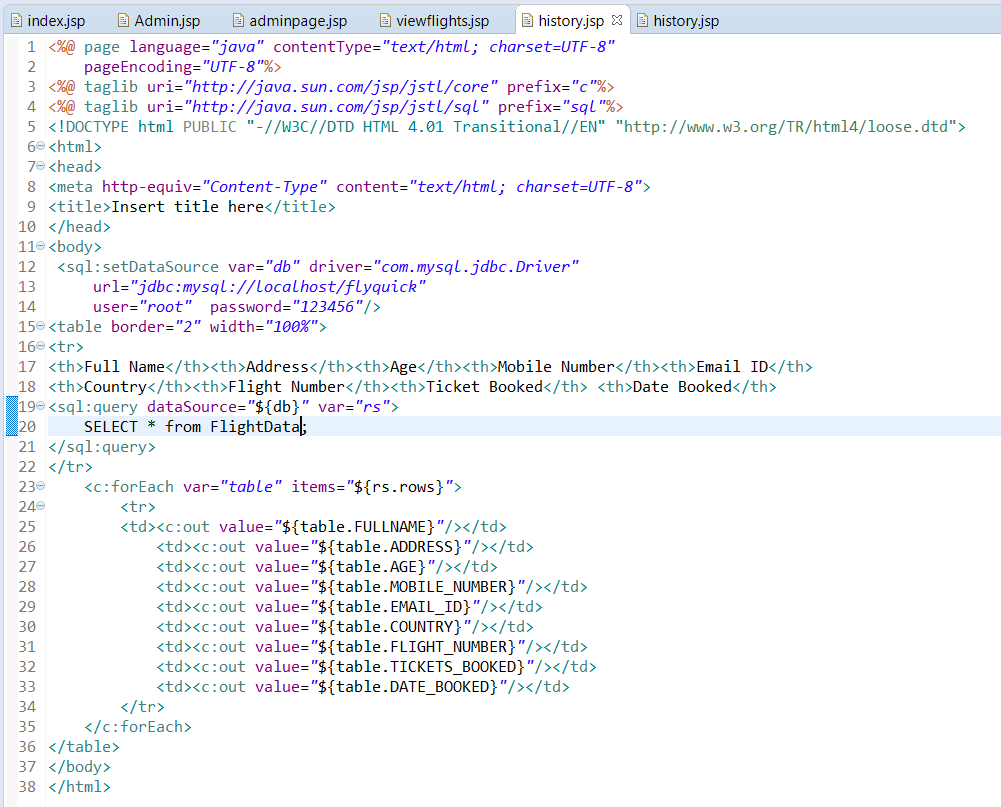 index.jsp Admin.jsp adminpage.jsp viewflights.jsp history.jsp history.jsp
1 <%@ page language="java" contentType="text/html; charset=UTF-8"
2     pageEncoding="UTF-8"%>
3 <%@ taglib uri="http://java.sun.com/jsp/jstl/core" prefix="c"%>
4 <%@ taglib uri="http://java.sun.com/jsp/jstl/sql" prefix="sql"%>
5 <!DOCTYPE html PUBLIC "-//W3C//DTD HTML 4.01 Transitional//EN" "http://www.w3.org/TR/html4/loose.dtd">
6 <html>
7 <head>
8 <meta http-equiv="Content-Type" content="text/html; charset=UTF-8">
9 <title>Insert title here</title>
10 </head>
11 <body>
12  <sql:setDataSource var="db" driver="com.mysql.jdbc.Driver"
13      url="jdbc:mysql://localhost/flyquick"
14      user="root"  password="123456"/>
15 <table border="2" width="100%">
16 <tr>
17 <th>Full Name</th><th>Address</th><th>Age</th><th>Mobile Number</th><th>Email ID</th>
18 <th>Country</th><th>Flight Number</th><th>Ticket Booked</th> <th>Date Booked</th>
19 <sql:query dataSource="${db}" var="rs">
20     SELECT * from FlightData;
21 </sql:query>
22 </tr>
23     <c:forEach var="table" items="${rs.rows}">
24         <tr>
25         <td><c:out value="${table.FULLNAME}"/></td>
26             <td><c:out value="${table.ADDRESS}"/></td>
27             <td><c:out value="${table.AGE}"/></td>
28             <td><c:out value="${table.MOBILE_NUMBER}"/></td>
29             <td><c:out value="${table.EMAIL_ID}"/></td>
30             <td><c:out value="${table.COUNTRY}"/></td>
31             <td><c:out value="${table.FLIGHT_NUMBER}"/></td>
32             <td><c:out value="${table.TICKETS_BOOKED}"/></td>
33             <td><c:out value="${table.DATE_BOOKED}"/></td>
34         </tr>
35     </c:forEach>
36 </table>
37 </body>
38 </html>